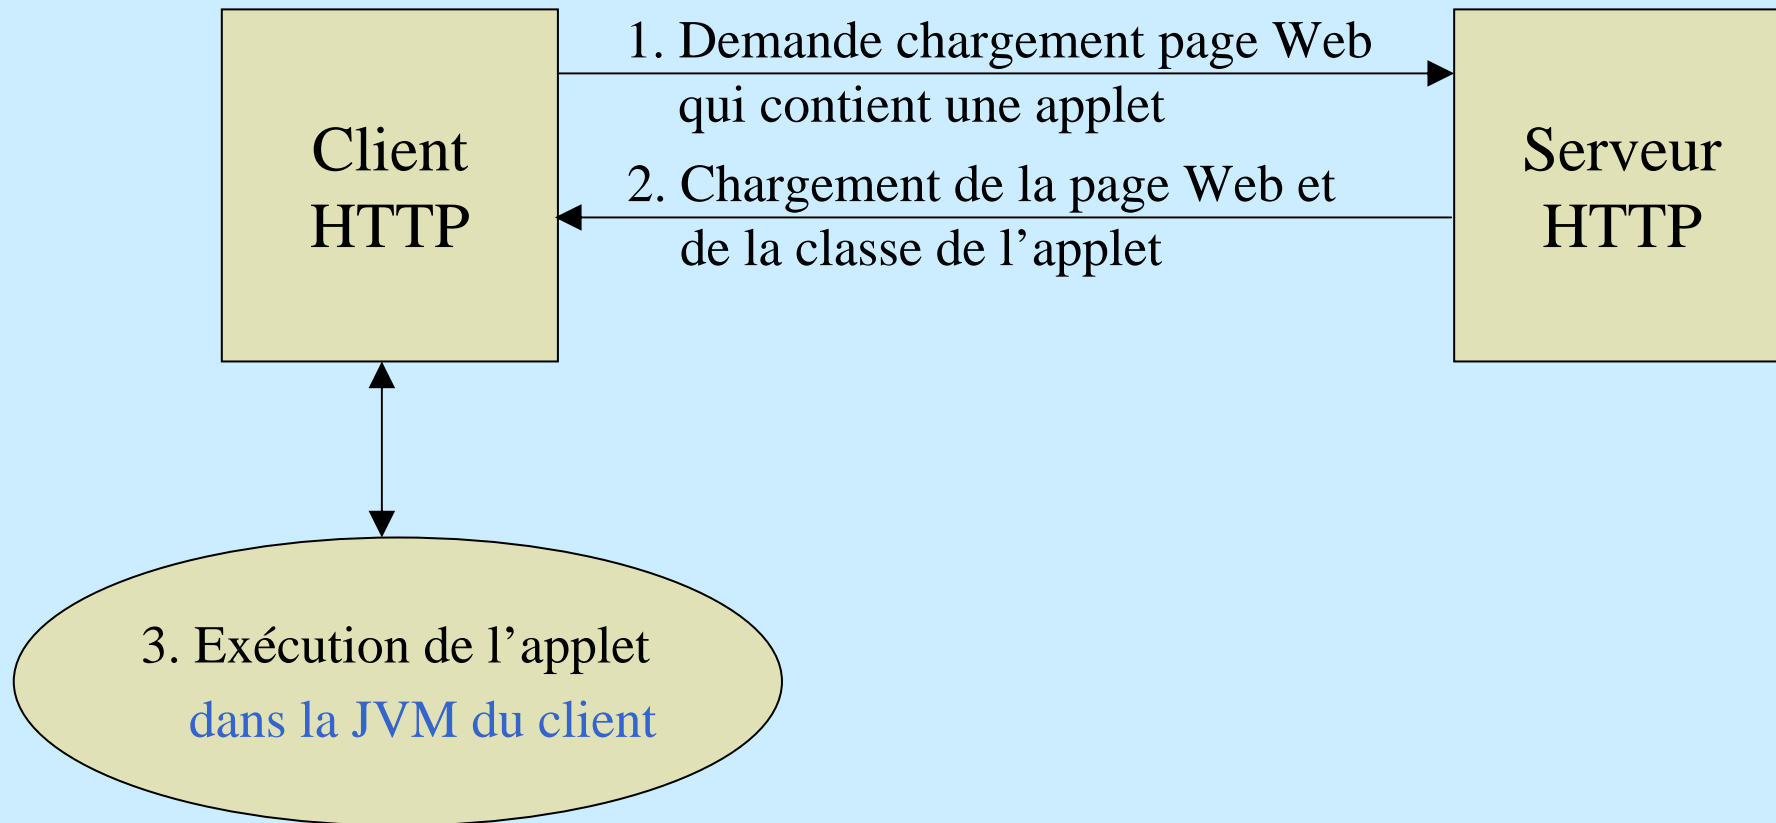 Client
HTTP
1. Demande chargement page Web
qui contient une applet
2. Chargement de la page Web et
de la classe de l’applet
Serveur
HTTP
3. Exécution de l’applet
dans la JVM du client